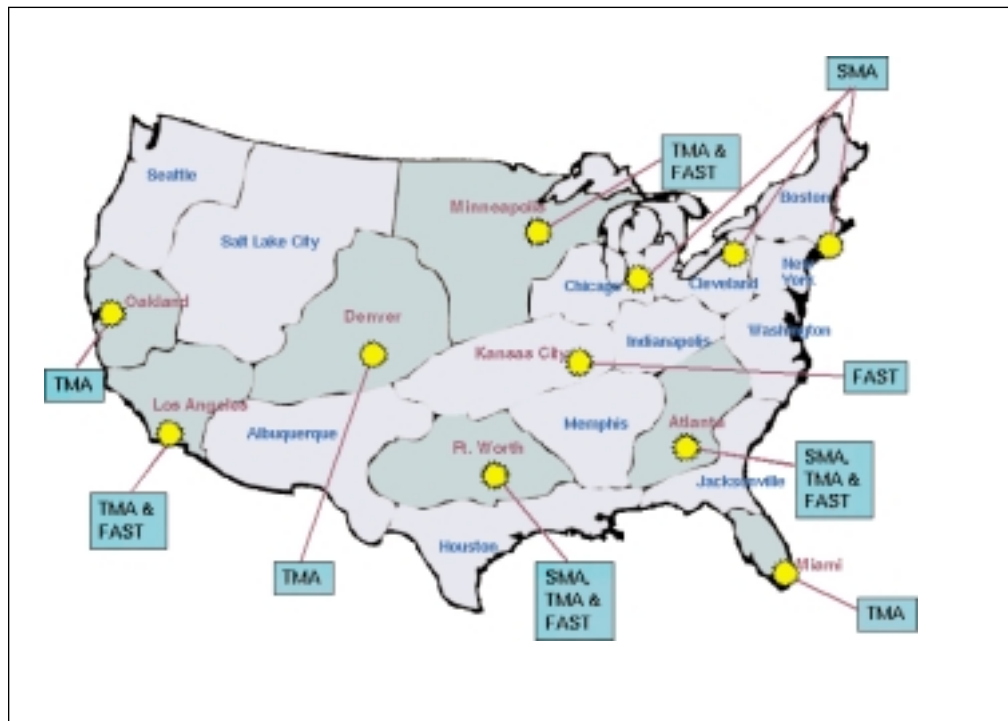 SMA
TMA &
FAST
Seattle
Boston
Minneapolis
Salt Lake City
New
York
Chicago
Cleveland
Oakland
Denver
Washington
Indianapolis
Kansas City
TMA
FAST
Los Angeles
Albuquerque
Memphis
Atlanta
Ft. Worth
SMA,
TMA &
FAST
Jacksonville
TMA &
FAST
Houston
TMA
SMA,
TMA &
FAST
Miami
TMA